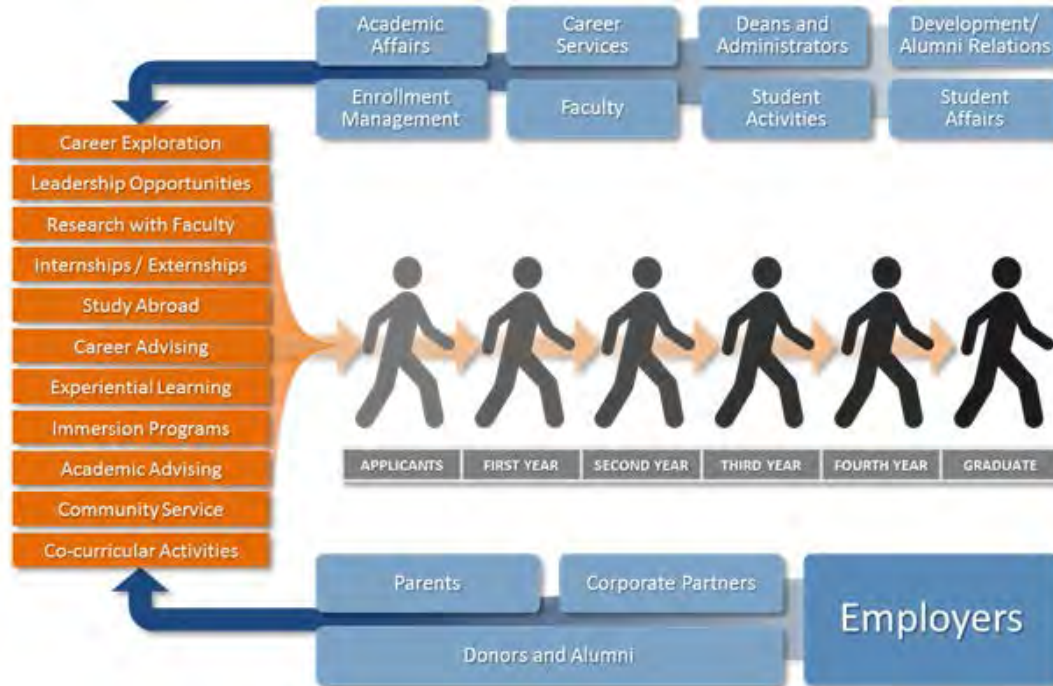 Academic
Affairs
Career
Services
Deans and
Administrators
Development/
Alumni Relations
Enrollment
Management
Faculty
Student
Activities
Student
Affairs
Career Exploration
Leadership Opportunities
Research with Faculty
Internships / Externships
Study Abroad
Career Advising
Experiential Learning
Immersion Programs
Academic Advising
Community Service
Co-curricular Activities
APPLICANTS
FIRST YEAR
SECOND YEAR
THIRD YEAR
FOURTH YEAR
GRADUATE
Parents
Corporate Partners
Donors and Alumni
Employers